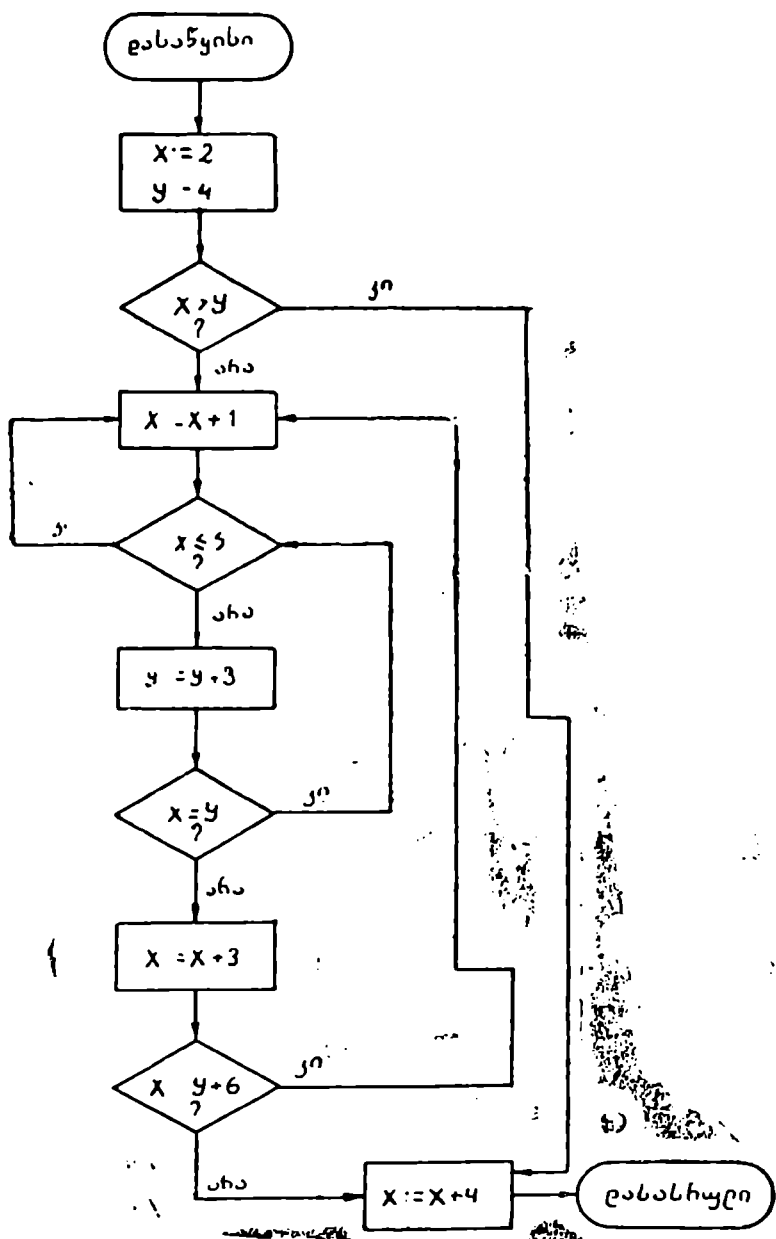 დასაწყისი
X:=2
y-4
X>y
?
კი
არა
X-X+1
X≤5
?
არა
y=y+3
X=y
?
კი
არა
X=X+3
X y+6
?
კი
არა
X:=X+4
დასასრული